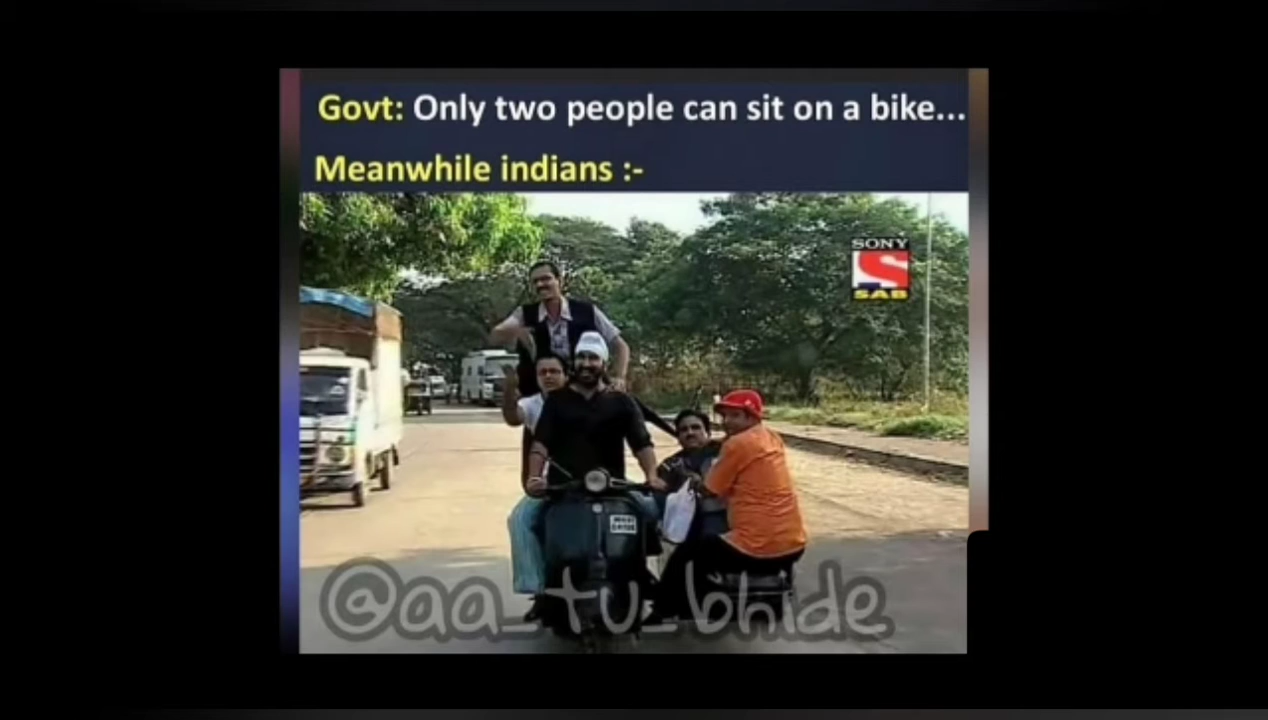 Govt: Only two people can sit on a bike...
Meanwhile indians :-
SONY
S
SAB
@aa_tu_bhide